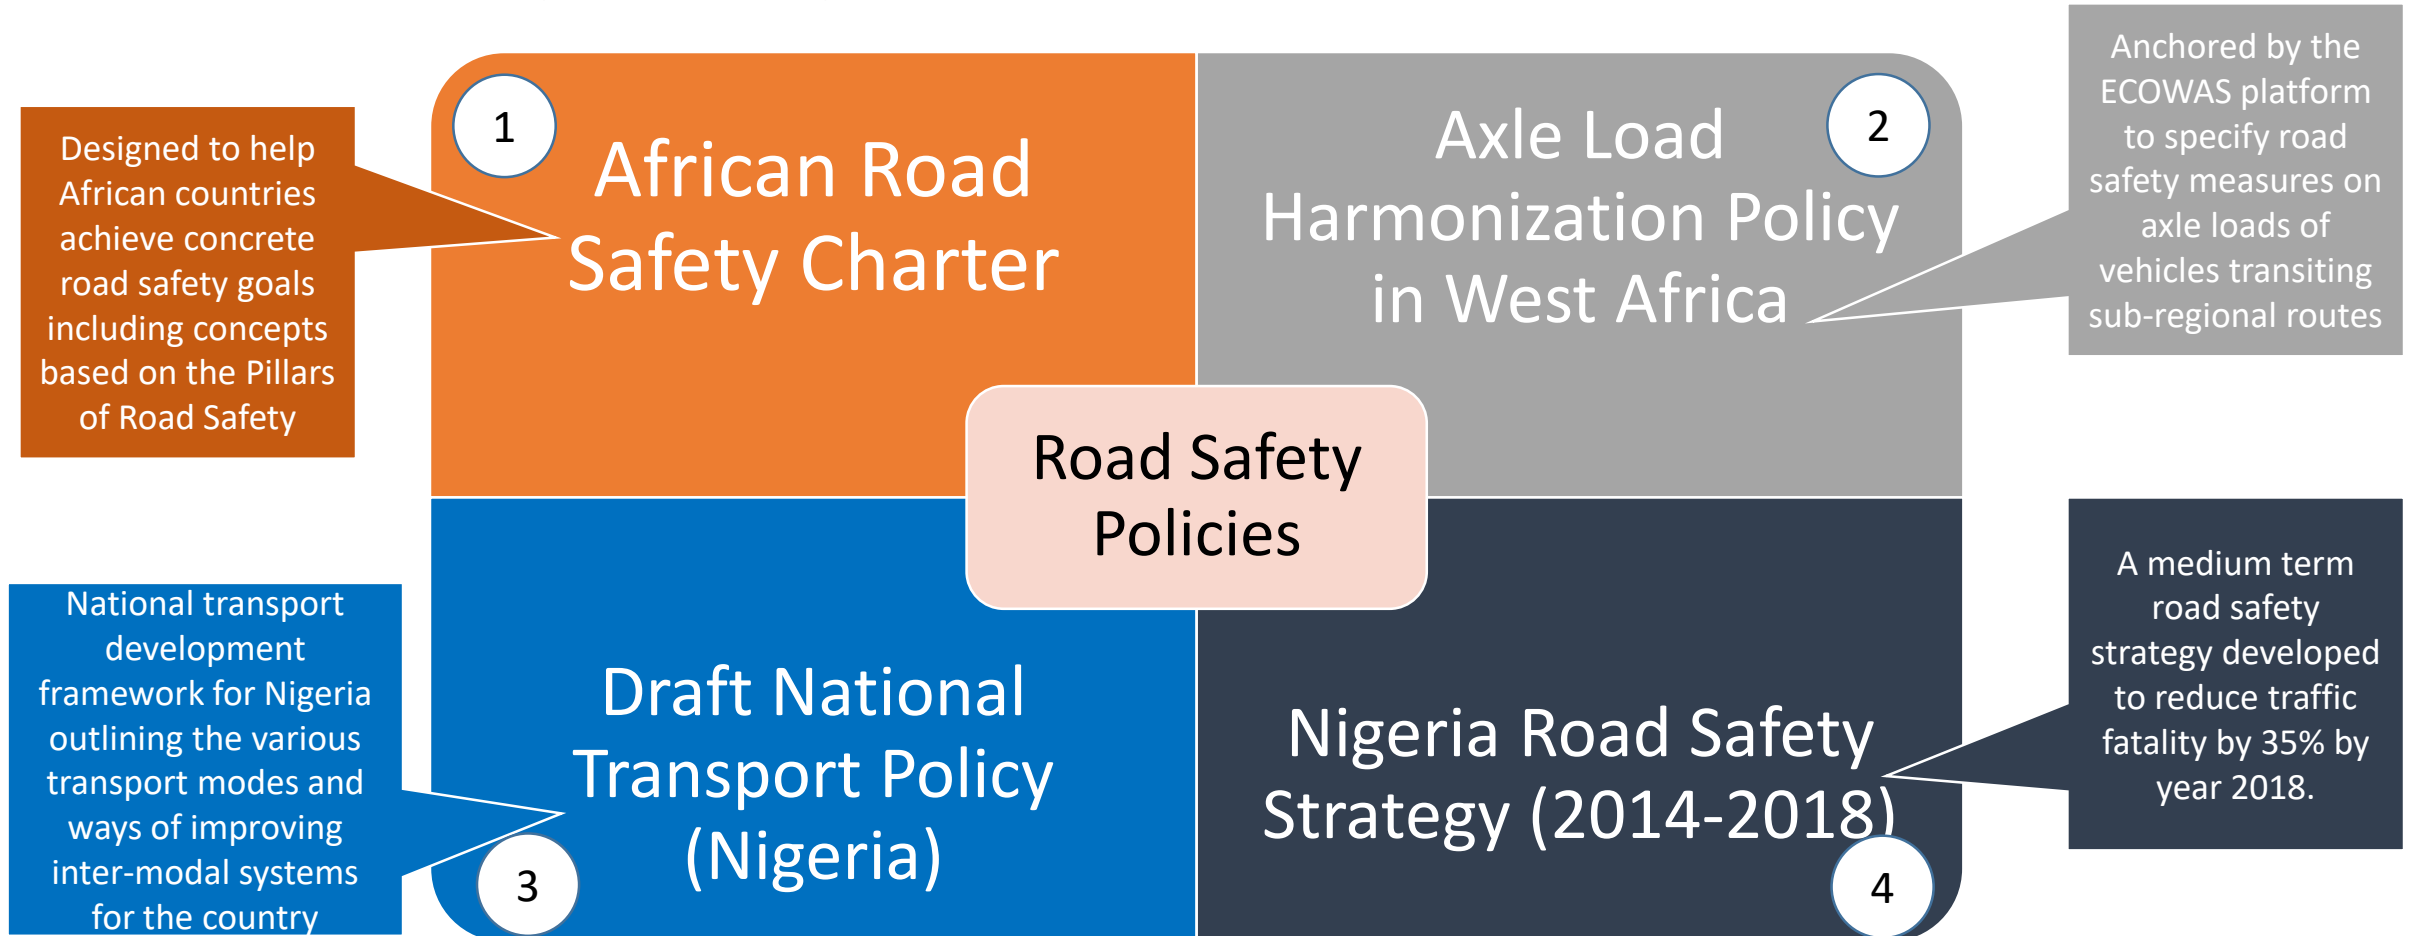 Designed to help
African countries
achieve concrete
road safety goals
including concepts
based on the Pillars
of Road Safety
1
African Road
Safety Charter
Axle Load
Harmonization Policy
in West Africa
2
Anchored by the
ECOWAS platform
to specify road
safety measures on
axle loads of
vehicles transiting
sub-regional routes
Road Safety
Policies
National transport
development
framework for Nigeria
outlining the various
transport modes and
ways of improving
inter-modal systems
for the country
3
Draft National
Transport Policy
(Nigeria)
Nigeria Road Safety
Strategy (2014-2018)
4
A medium term
road safety
strategy developed
to reduce traffic
fatality by 35% by
year 2018.